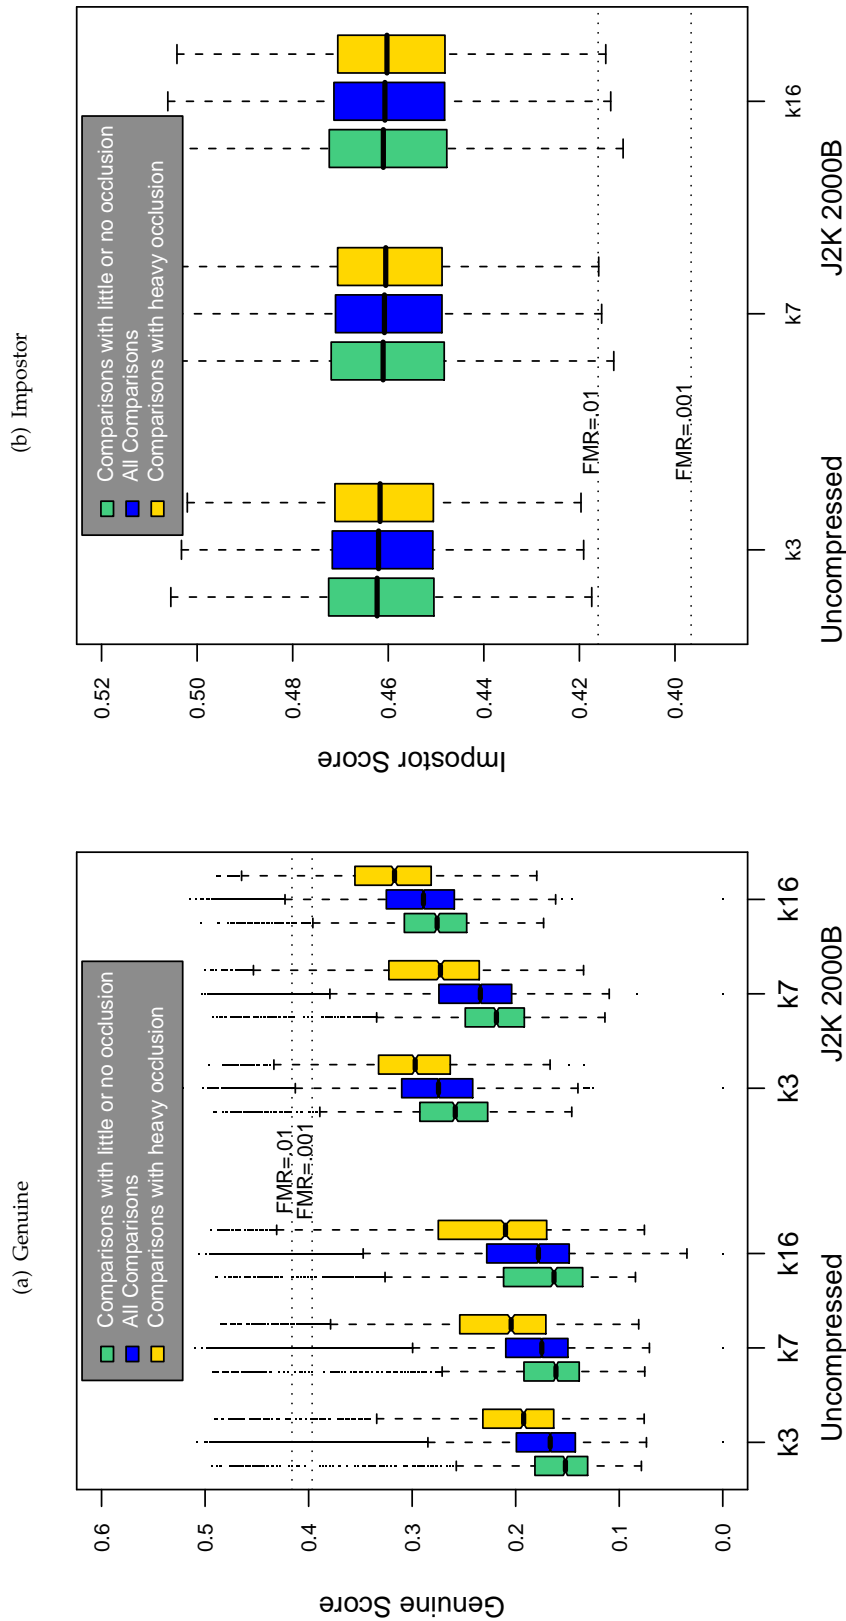 (a) Genuine
Genuine Score
0.6
0.5
0.4
0.3
0.2
0.1
0.0
Comparisons with little or no occlusion
All Comparisons
Comparisons with heavy occlusion
FMR=.01
FMR=.001
k3
k7
k16
k3
k7
k16
Uncompressed
J2K 2000B
(b) Impostor
Impostor Score
0.52
0.50
0.48
0.46
0.44
0.42
0.40
Comparisons with little or no occlusion
All Comparisons
Comparisons with heavy occlusion
FMR=.01
FMR=.001
k3
k7
k16
Uncompressed
J2K 2000B